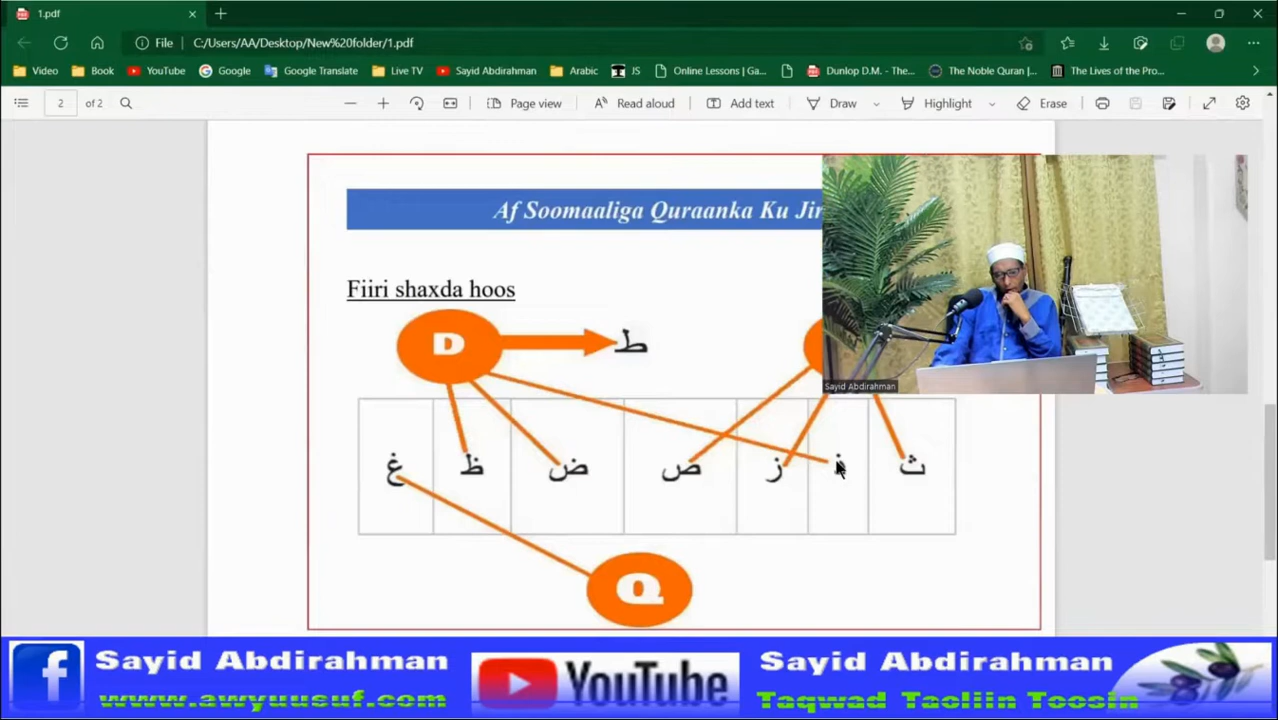 1.pdf
File C:/Users/AA/Desktop/New%20folder/1.pdf
Video Book YouTube Google Google Translate Live TV Sayid Abdirahman Arabic JS Online Lessons | Ga... Dunlop D.M. - The... The Noble Quran |... The Lives of the Pro...
2 of 2 Page view Read aloud Add text Draw Highlight Erase
Af Soomaaliga Quraanka Ku Jir
Fiiri shaxda hoos
D ط
Sayid Abdirahman
غ ظ ض ص ز ث
Q
f Sayid Abdirahman YouTube Sayid Abdirahman
www.awyuusuf.com Taqwad Taoliin Toosin